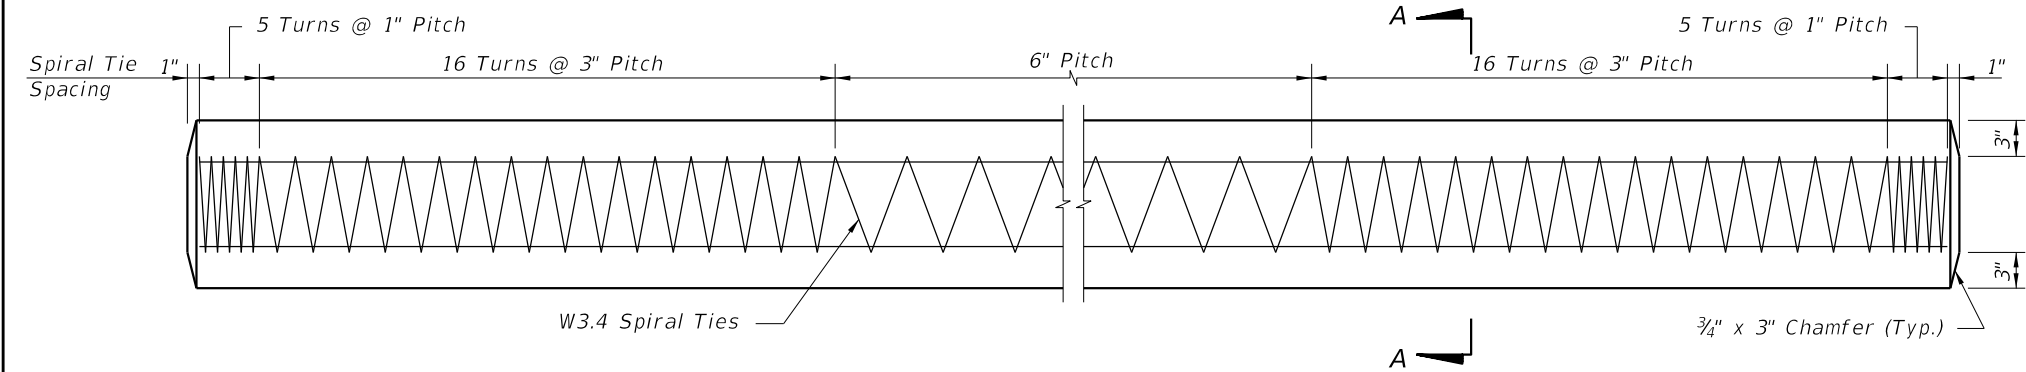 A
5 Turns @ 1" Pitch
5 Turns @ 1" Pitch
Spiral Tie
Spacing
1"
16 Turns @ 3" Pitch
6" Pitch
16 Turns @ 3" Pitch
1"
3"
3"
W3.4 Spiral Ties
¾" x 3" Chamfer (Typ.)
A